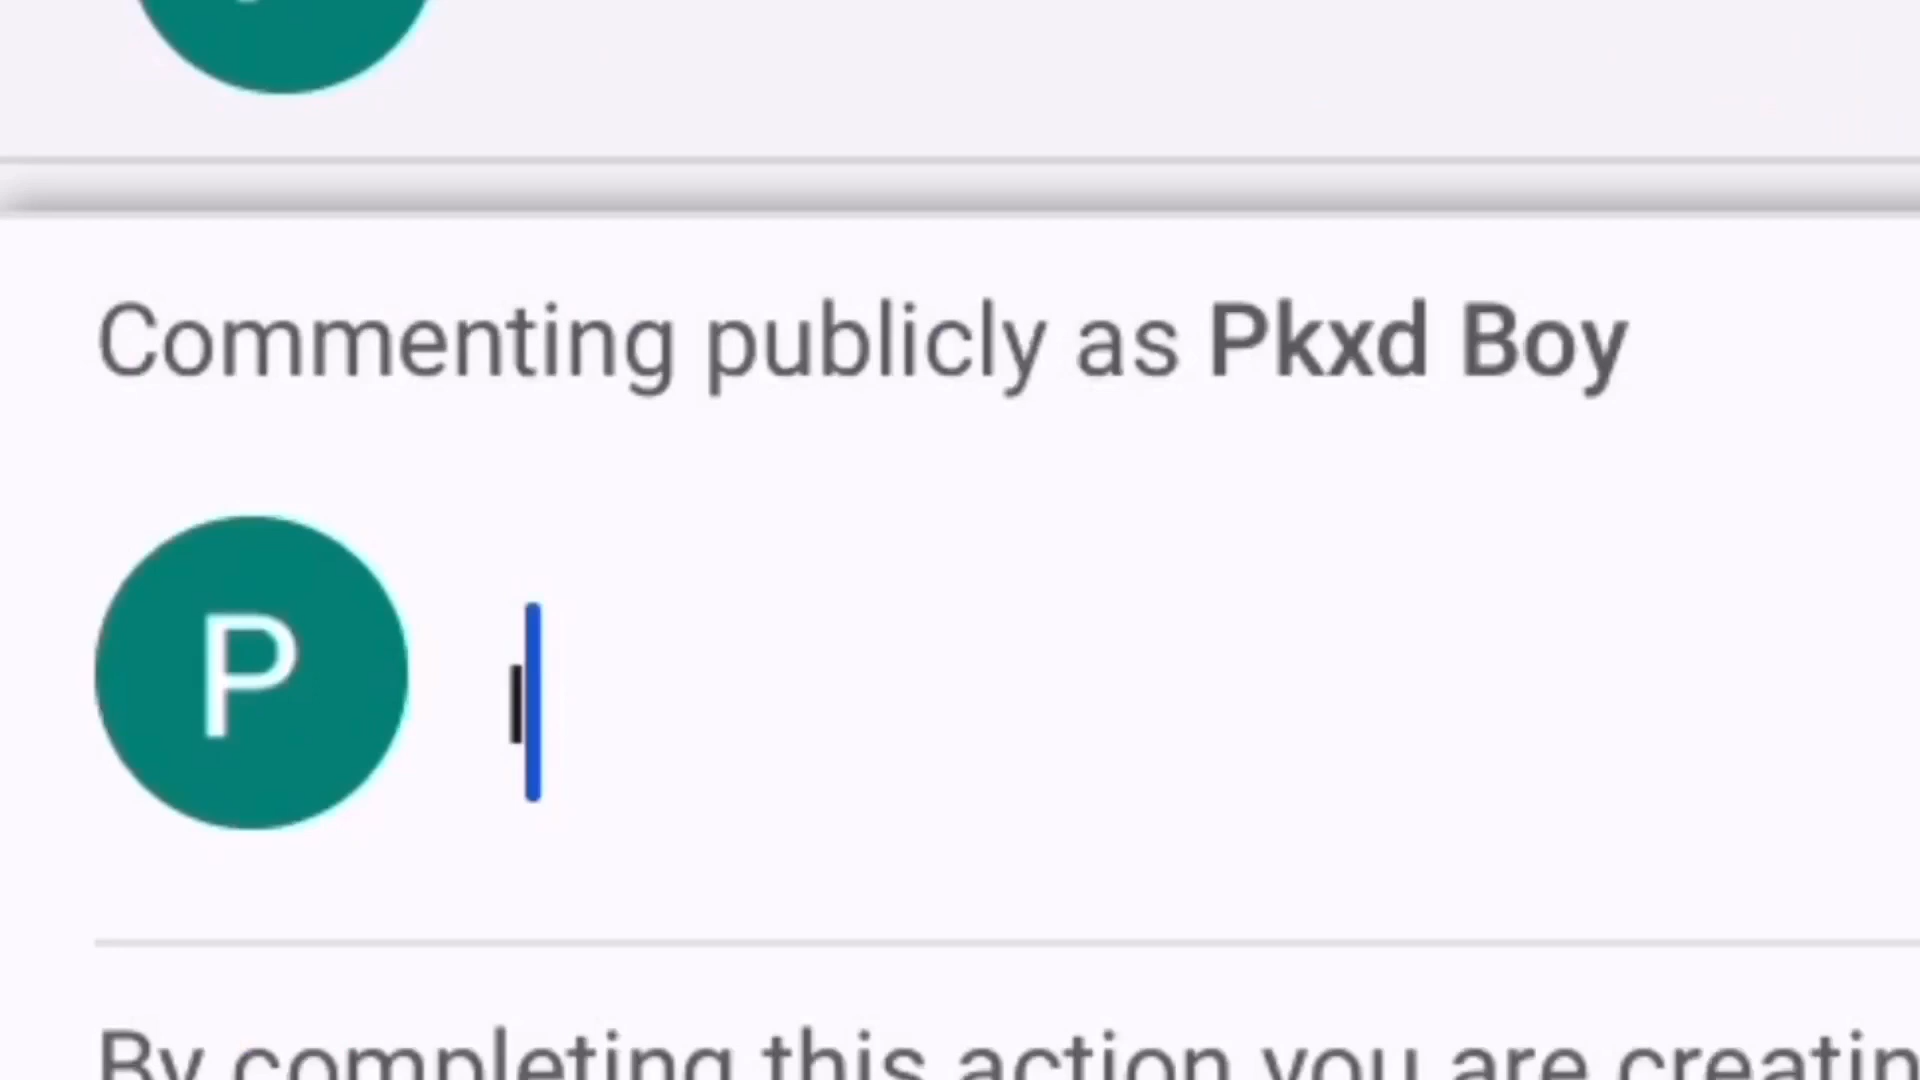 Commenting publicly as Pkxd Boy
P
I
By completing this action you are creatin